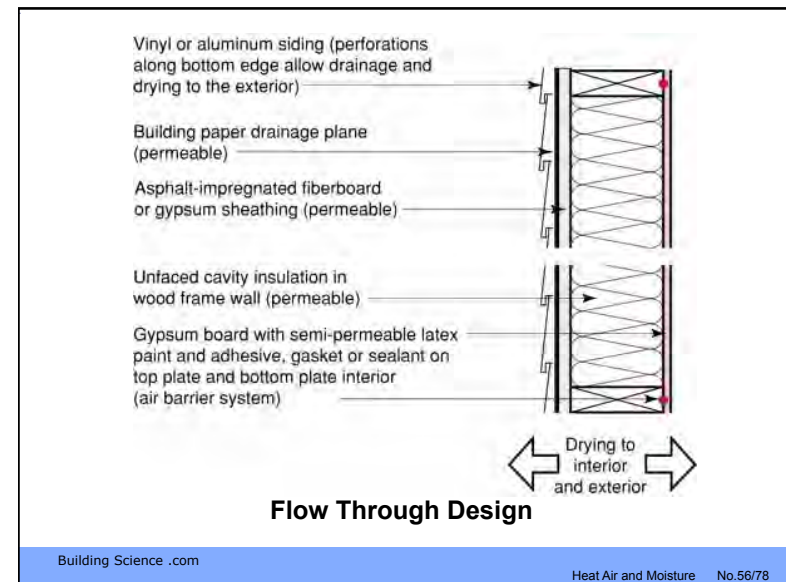 Vinyl or aluminum siding (perforations
along bottom edge allow drainage and
drying to the exterior)
Building paper drainage plane
(permeable)
Asphalt-impregnated fiberboard
or gypsum sheathing (permeable)
Unfaced cavity insulation in
wood frame wall (permeable)
Gypsum board with semi-permeable latex
paint and adhesive, gasket or sealant on
top plate and bottom plate interior
(air barrier system)
Drying to
interior
and exterior
Flow Through Design
Building Science .com
Heat Air and Moisture No.56/78